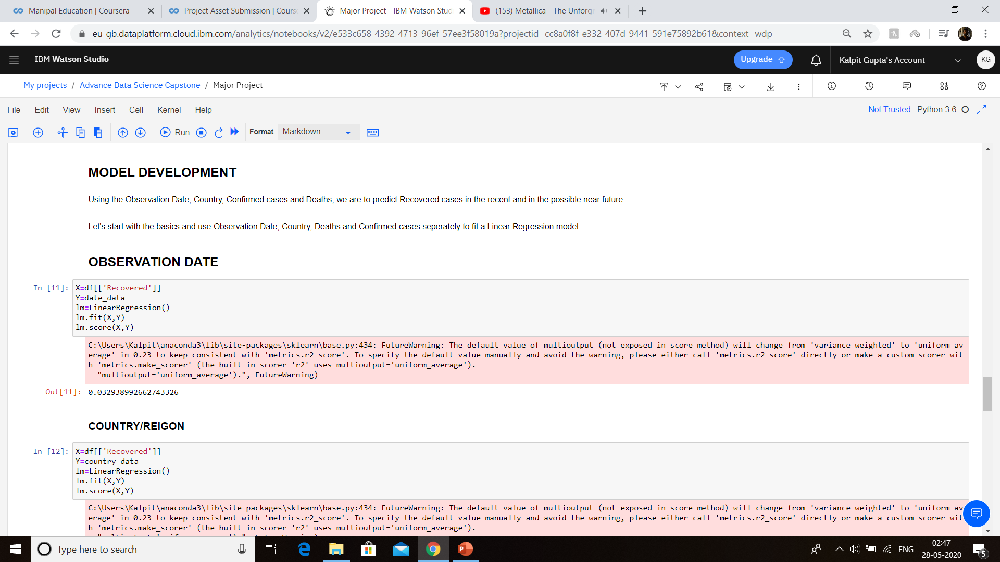 Manipal Education | Coursera
Project Asset Submission | Cours
Major Project - IBM Watson Stud
(153) Metallica - The Unforgi
eu-gb.dataplatform.cloud.ibm.com/analytics/notebooks/v2/e533c658-4392-4713-96ef-57ee3f58019a?projectid=cc8a0f8f-e332-407d-9441-591e75892b61&context=wdp
IBM Watson Studio
Upgrade
Kalpit Gupta's Account
KG
My projects / Advance Data Science Capstone / Major Project
File Edit View Insert Cell Kernel Help
Not Trusted | Python 3.6
Run
Format
Markdown
MODEL DEVELOPMENT
Using the Observation Date, Country, Confirmed cases and Deaths, we are to predict Recovered cases in the recent and in the possible near future.
Let's start with the basics and use Observation Date, Country, Deaths and Confirmed cases seperately to fit a Linear Regression model.
OBSERVATION DATE
In [11]: X=df[['Recovered']]
Y=date_data
lm=LinearRegression()
lm.fit(X,Y)
lm.score(X,Y)
C:\Users\Kalpit\anaconda3\lib\site-packages\sklearn\base.py:434: FutureWarning: The default value of multioutput (not exposed in score method) will change from 'variance_weighted' to 'uniform_av
erage' in 0.23 to keep consistent with 'metrics.r2_score'. To specify the default value manually and avoid the warning, please either call 'metrics.r2_score' directly or make a custom scorer wit
h 'metrics.make_scorer' (the built-in scorer 'r2' uses multioutput='uniform_average').
"multioutput='uniform_average').", FutureWarning)
Out[11]: 0.032938992662743326
COUNTRY/REIGON
In [12]: X=df[['Recovered']]
Y=country_data
lm=LinearRegression()
lm.fit(X,Y)
lm.score(X,Y)
C:\Users\Kalpit\anaconda3\lib\site-packages\sklearn\base.py:434: FutureWarning: The default value of multioutput (not exposed in score method) will change from 'variance_weighted' to 'uniform_av
erage' in 0.23 to keep consistent with 'metrics.r2_score'. To specify the default value manually and avoid the warning, please either call 'metrics.r2_score' directly or make a custom scorer wit
h 'metrics.make_scorer' (the built-in scorer 'r2' uses multioutput='uniform_average').
Type here to search
ENG
02:47
28-05-2020
5